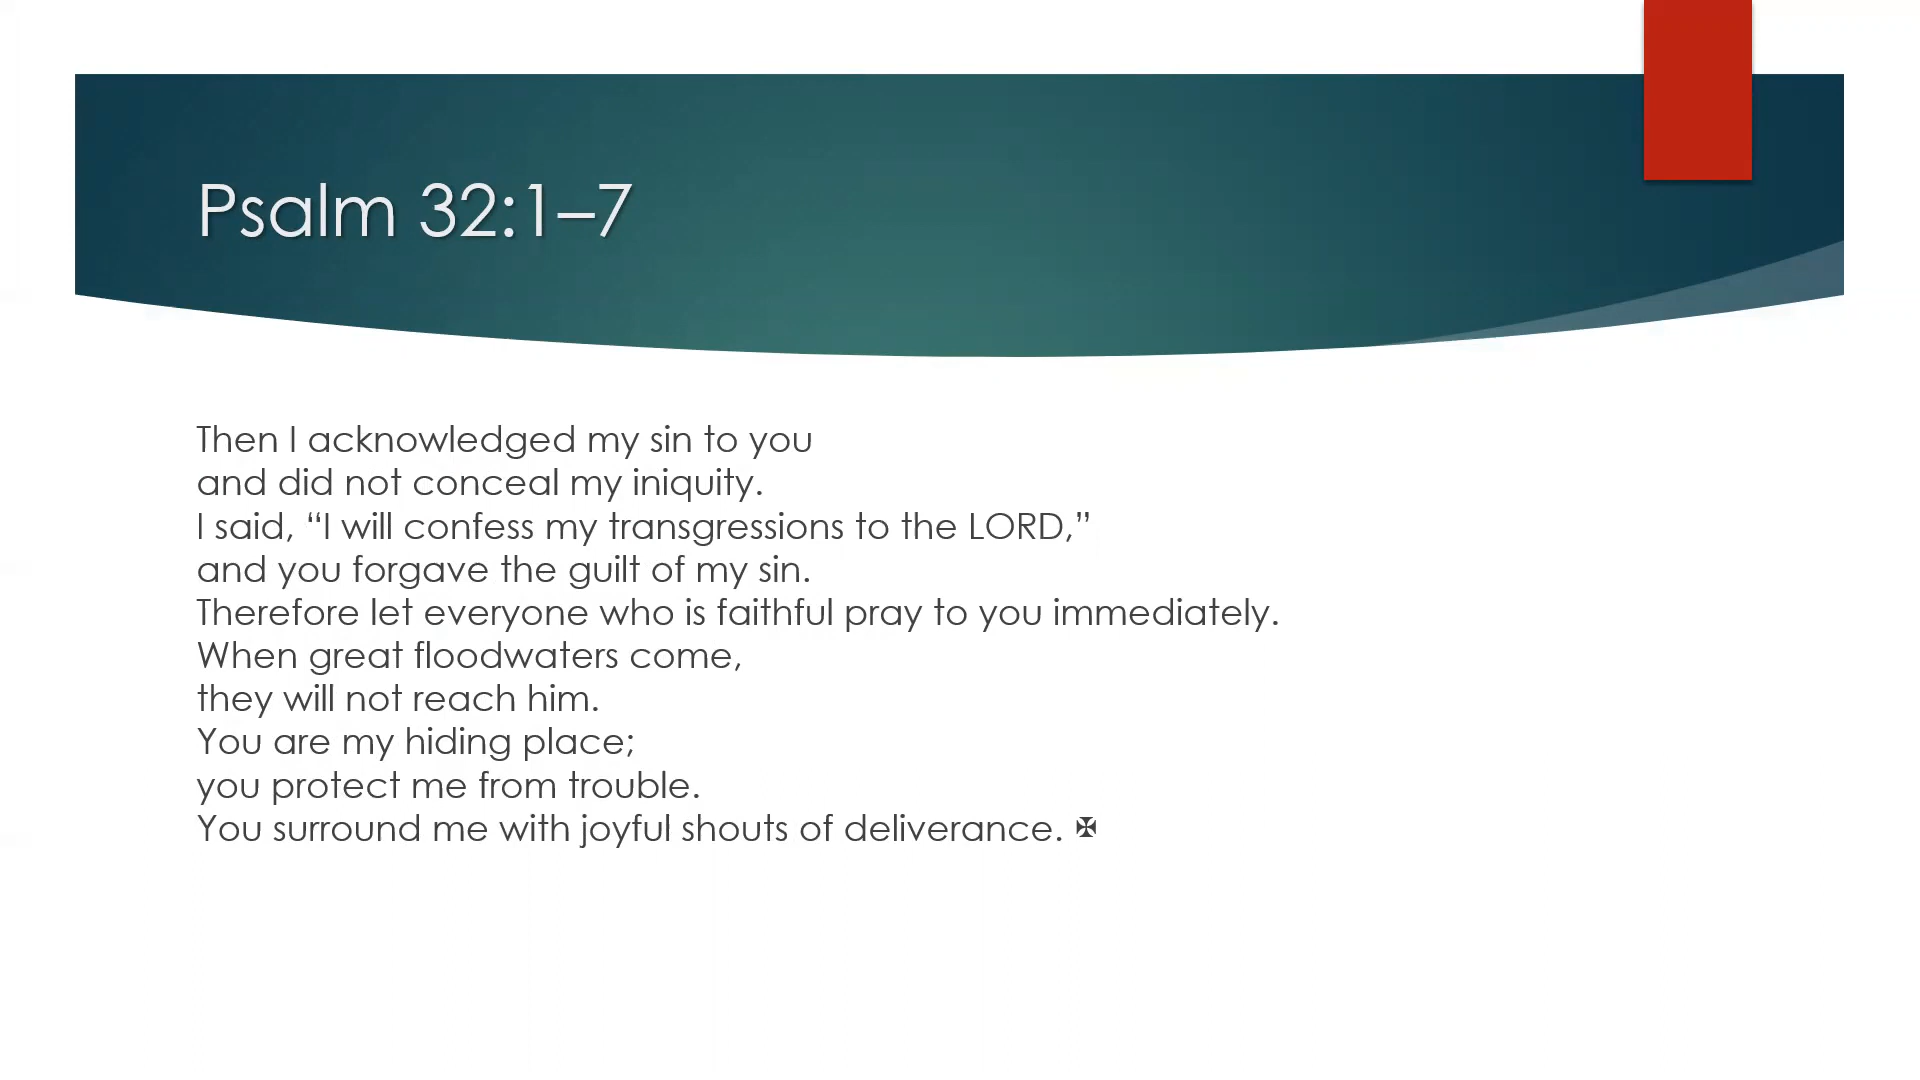 Psalm 32:1–7
Then I acknowledged my sin to you
and did not conceal my iniquity.
I said, “I will confess my transgressions to the LORD,”
and you forgave the guilt of my sin.
Therefore let everyone who is faithful pray to you immediately.
When great floodwaters come,
they will not reach him.
You are my hiding place;
you protect me from trouble.
You surround me with joyful shouts of deliverance. ✠